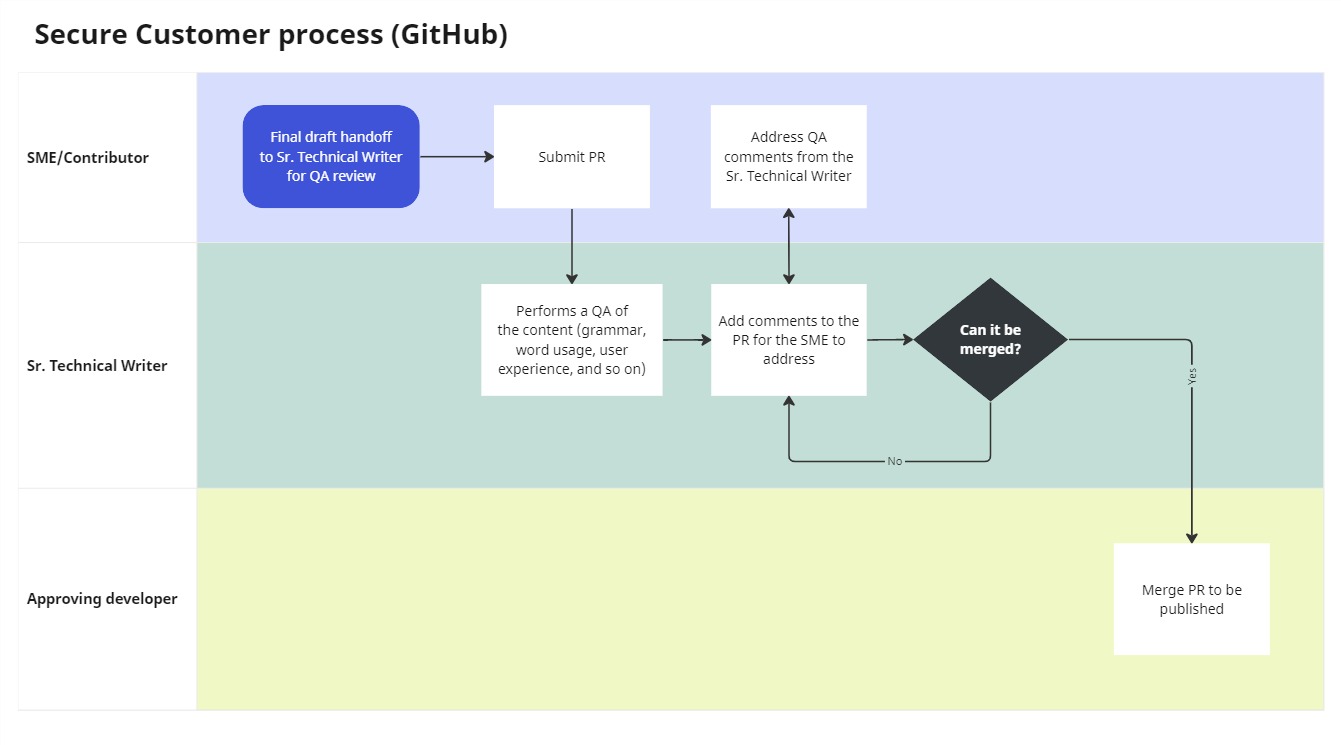 Secure Customer process (GitHub)
SME/Contributor
Final draft handoff
to Sr. Technical Writer
for QA review
Submit PR
Address QA
comments from the
Sr. Technical Writer
Sr. Technical Writer
Performs a QA of
the content (grammar,
word usage, user
experience, and so on)
Add comments to the
PR for the SME to
address
Can it be
merged?
Yes
No
Approving developer
Merge PR to be
published